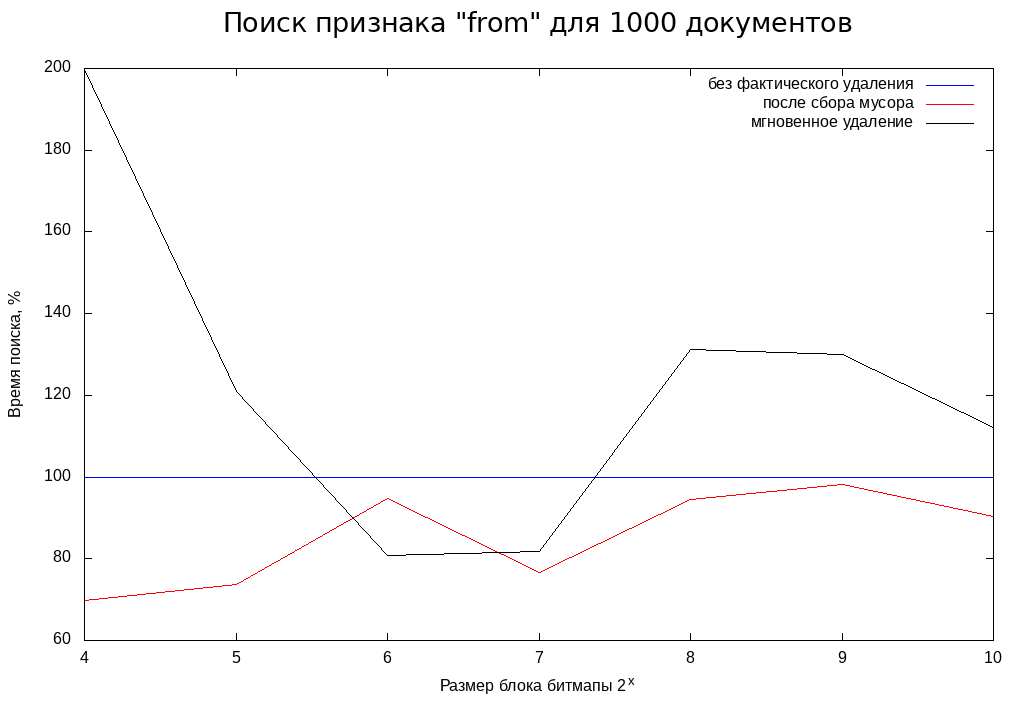 Поиск признака "from" для 1000 документов
без фактического удаления
после сбора мусора
мгновенное удаление
200
180
160
140
120
100
80
60
Время поиска, %
4 5 6 7 8 9 10
Размер блока битмапы 2^x